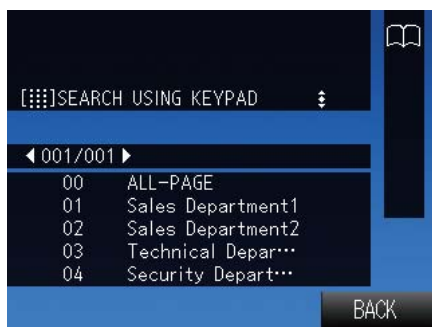 [⁝⁝⁝]SEARCH USING KEYPAD
◀001/001▶
00 ALL-PAGE
01 Sales Department1
02 Sales Department2
03 Technical Depar⋯
04 Security Depart⋯
BACK